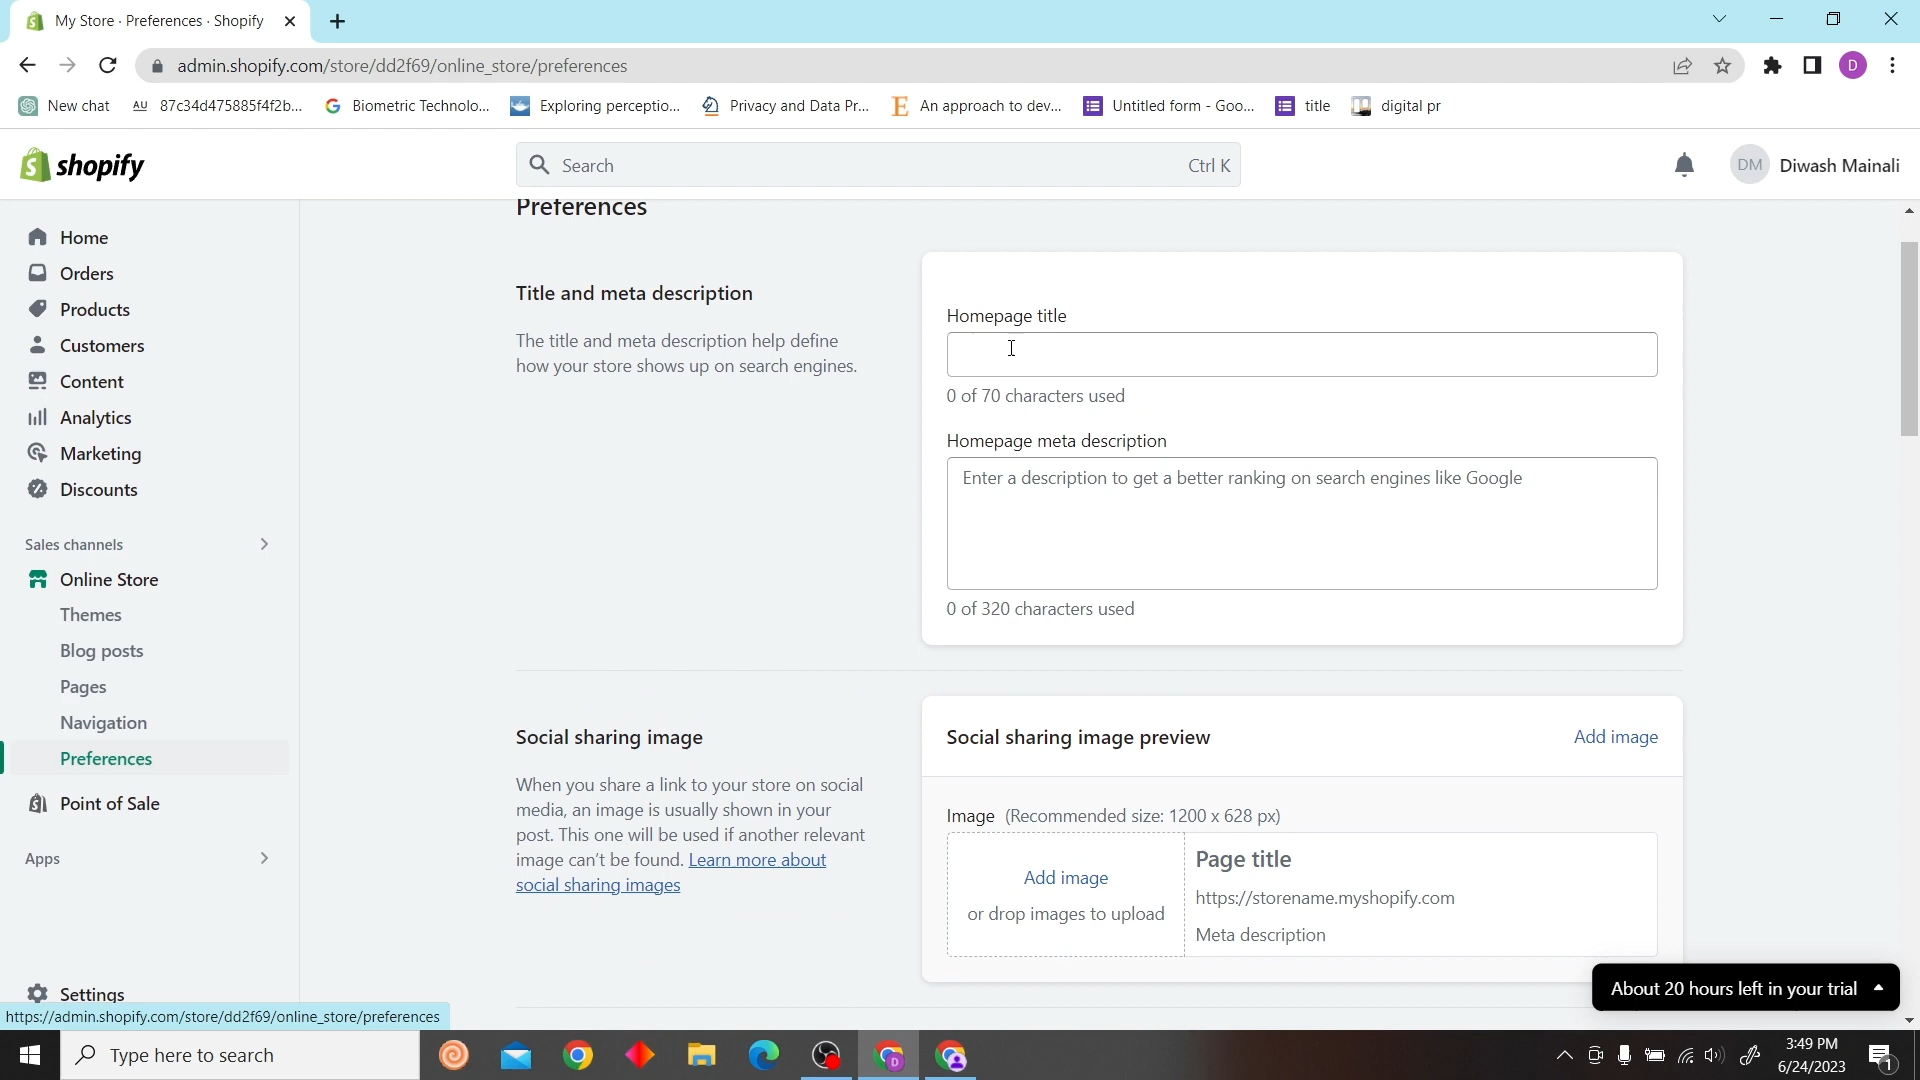 My Store · Preferences · Shopify
admin.shopify.com/store/dd2f69/online_store/preferences
New chat
AU 87c34d475885f4f2b...
Biometric Technolo...
Exploring perceptio...
Privacy and Data Pr...
An approach to dev...
Untitled form - Goo...
title
digital pr
shopify
Search
Ctrl K
DM
Diwash Mainali
Home
Orders
Products
Customers
Content
Analytics
Marketing
Discounts
Sales channels
Online Store
Themes
Blog posts
Pages
Navigation
Preferences
Point of Sale
Apps
Settings
https://admin.shopify.com/store/dd2f69/online_store/preferences
Preferences
Title and meta description
The title and meta description help define
how your store shows up on search engines.
Homepage title
0 of 70 characters used
Homepage meta description
Enter a description to get a better ranking on search engines like Google
0 of 320 characters used
Social sharing image
When you share a link to your store on social
media, an image is usually shown in your
post. This one will be used if another relevant
image can't be found. Learn more about
social sharing images
Social sharing image preview
Add image
Image (Recommended size: 1200 x 628 px)
Add image
or drop images to upload
Page title
https://storename.myshopify.com
Meta description
About 20 hours left in your trial
Type here to search
3:49 PM
6/24/2023
1
D
D